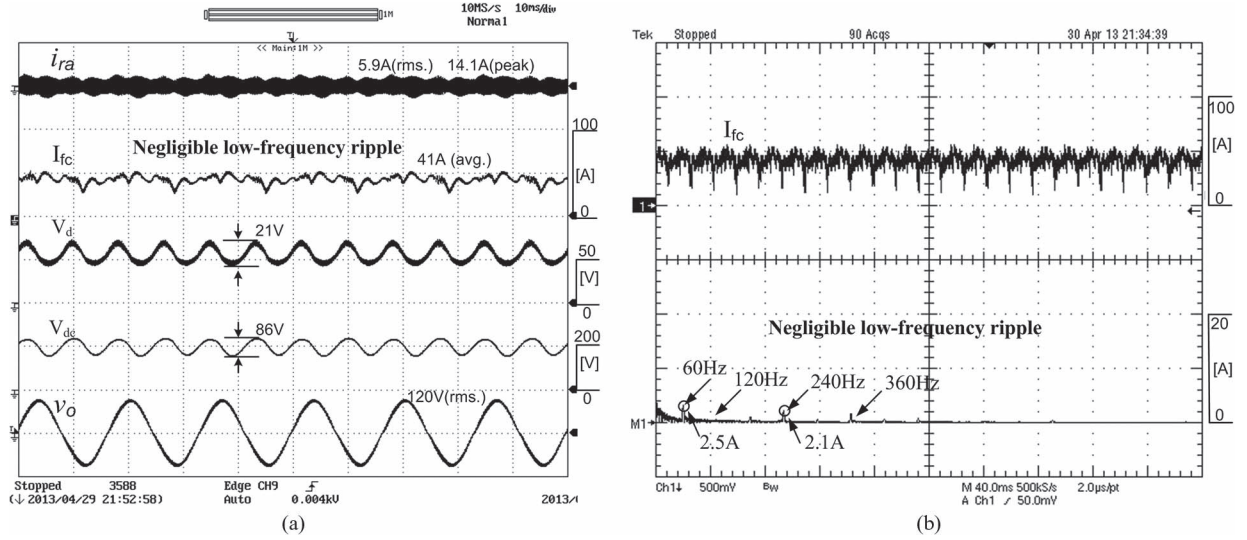 10MS/s 10ms/div
Normal
1M
<< Main:1M >>
i_ra
5.9A(rms.) 14.1A(peak)
100
I_fc
Negligible low-frequency ripple
41A (avg.)
[A]
0
V_d
21V
50
[V]
0
V_dc
86V
200
[V]
0
v_o
120V(rms.)
Stopped 3588 Edge CH9
2013/04/29 21:52:58) Auto 0.004kV 2013/
(a)
Tek Stopped 90 Acqs 30 Apr 13 21:34:39
100
I_fc
[A]
1
0
20
Negligible low-frequency ripple
60Hz
120Hz
240Hz
360Hz
[A]
0
M1
2.5A
2.1A
Ch1 500mV Bw M 40.0ms 500kS/s 2.0µs/pt
A Ch1 / 50.0mV
(b)